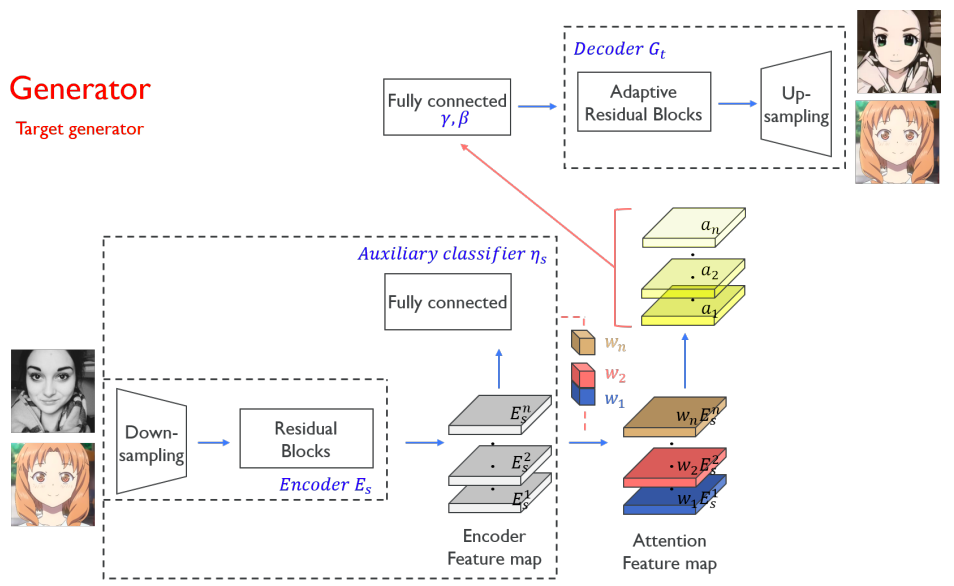 Generator
Target generator
Decoder $G_t$
Fully connected
$\gamma, \beta$
Adaptive
Residual Blocks
Up-
sampling
$a_n$
$a_2$
$a_1$
Auxiliary classifier $\eta_s$
Fully connected
$w_n$
$w_2$
$w_1$
Down-
sampling
Residual
Blocks
Encoder $E_s$
$E_s^n$
$E_s^2$
$E_s^1$
Encoder
Feature map
$w_n E_s^n$
$w_2 E_s^2$
$w_1 E_s^1$
Attention
Feature map